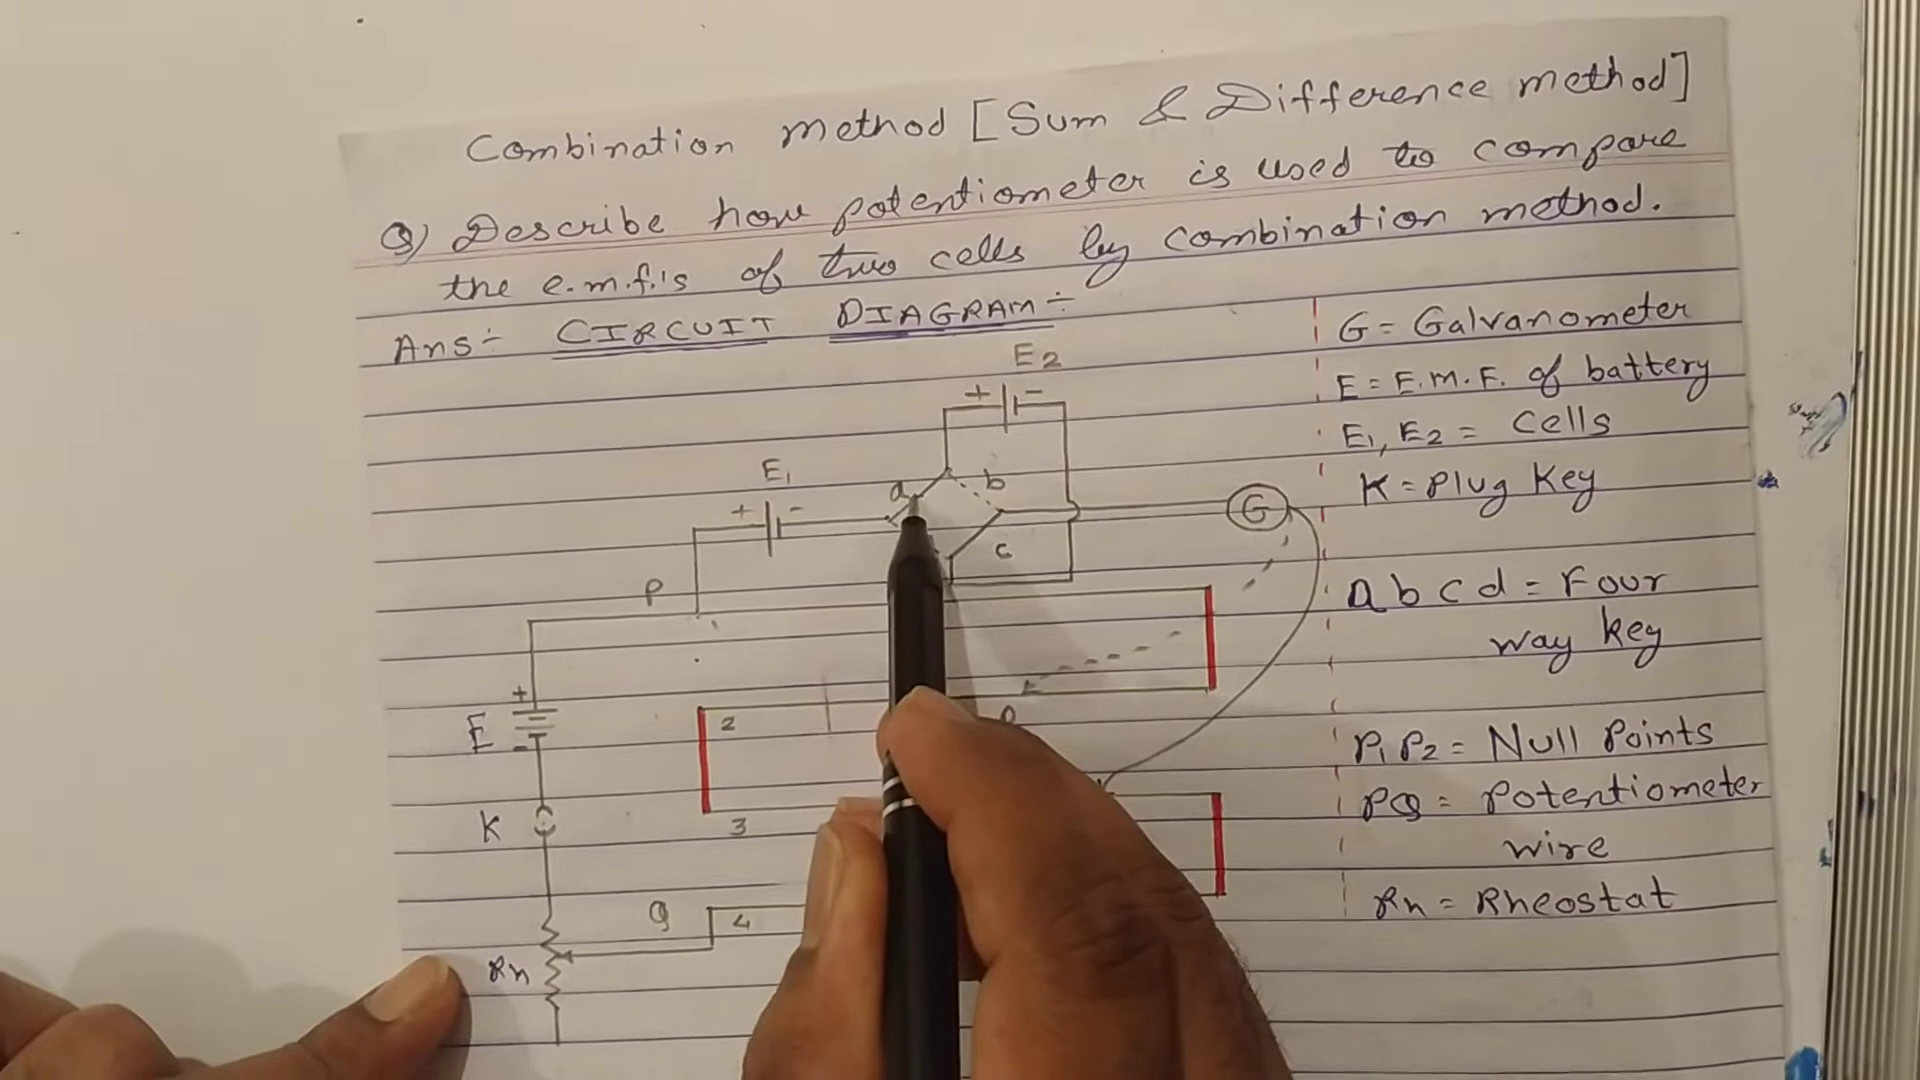 Combination method [Sum & Difference method]
Q) Describe how potentiometer is used to compare
the e.m.f.'s of two cells by combination method.
Ans÷ CIRCUIT DIAGRAM÷
E2
+ -
E1
+ -
a b
c
G
P
+
E
-
K
2
3
Q 4
Rh
G = Galvanometer
E = E.M.F. of battery
E1, E2 = Cells
K = Plug Key
a b c d = Four
way key
P1 P2 = Null Points
PQ = Potentiometer
wire
Rh = Rheostat